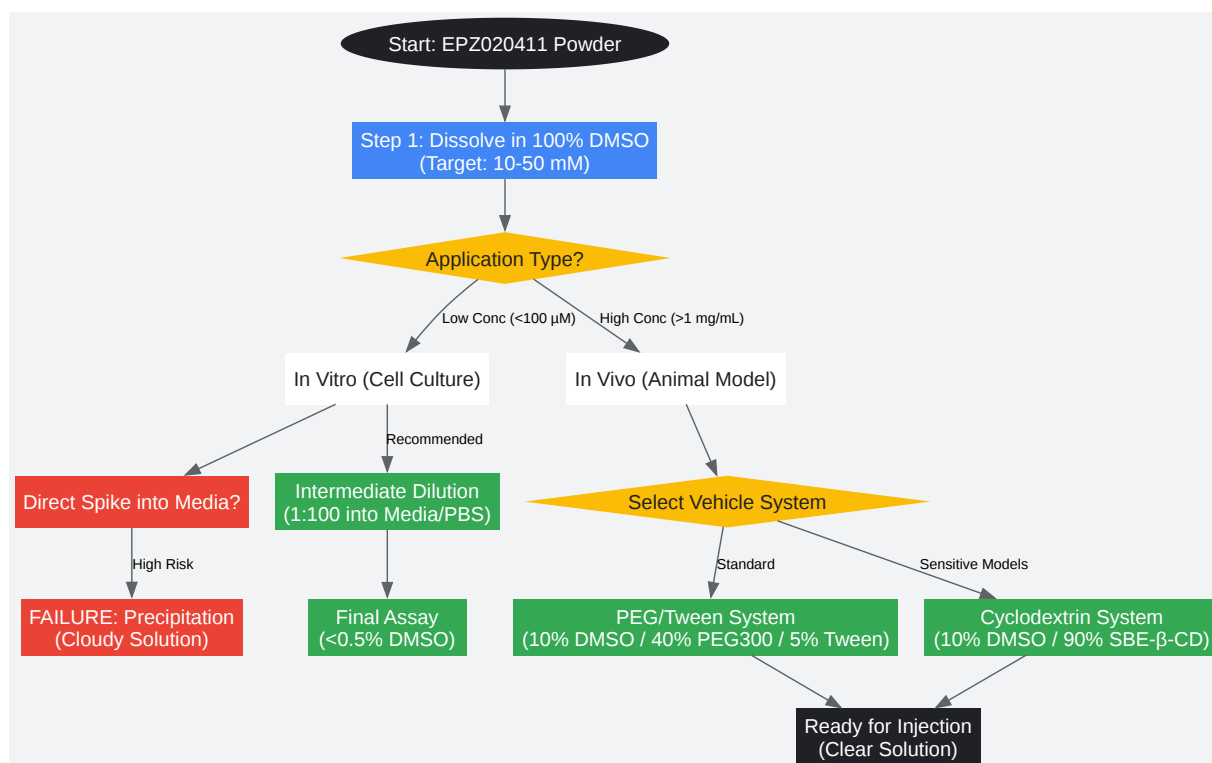 Start: EPZ020411 Powder
Step 1: Dissolve in 100% DMSO
(Target: 10-50 mM)
Application Type?
Low Conc (<100 µM)
High Conc (>1 mg/mL)
In Vitro (Cell Culture)
In Vivo (Animal Model)
Recommended
Direct Spike into Media?
Intermediate Dilution
(1:100 into Media/PBS)
Select Vehicle System
High Risk
Standard
Sensitive Models
FAILURE: Precipitation
(Cloudy Solution)
Final Assay
(<0.5% DMSO)
PEG/Tween System
(10% DMSO / 40% PEG300 / 5% Tween)
Cyclodextrin System
(10% DMSO / 90% SBE-β-CD)
Ready for Injection
(Clear Solution)